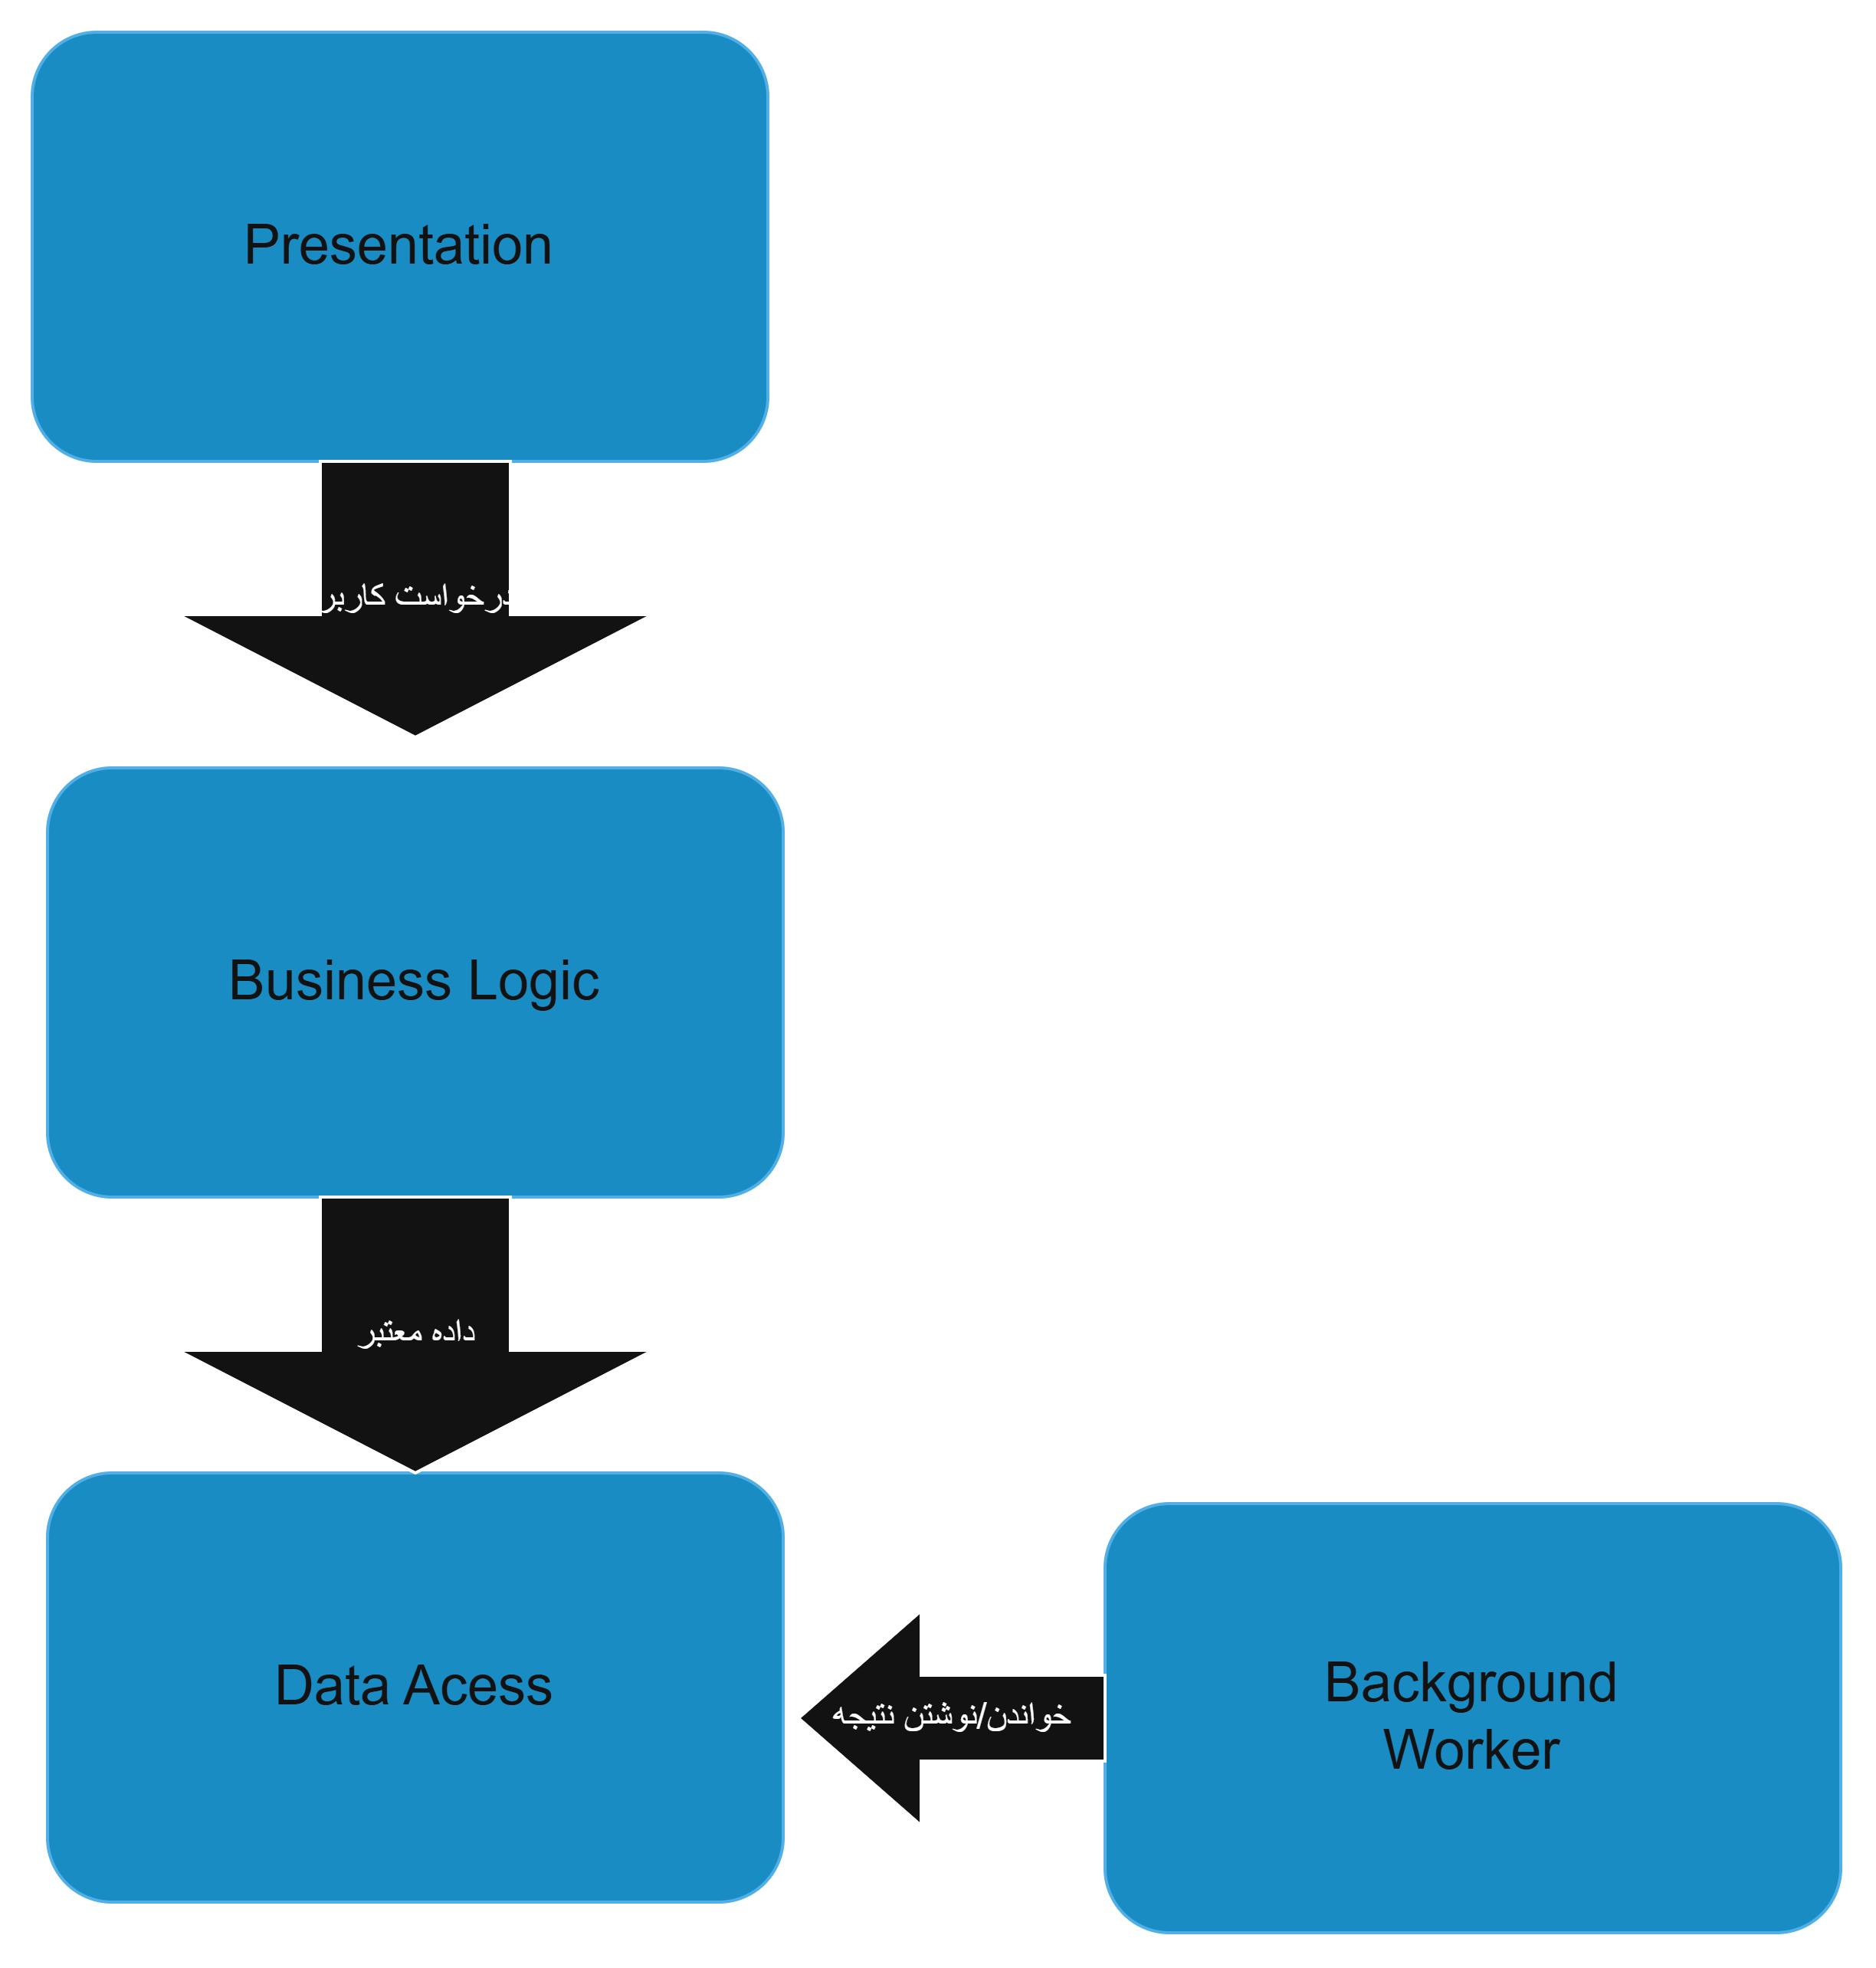 Presentation
درخواست کاربر
Business Logic
داده معتبر
Data Acess
خواندن/نوشتن نتیجه
Background
Worker